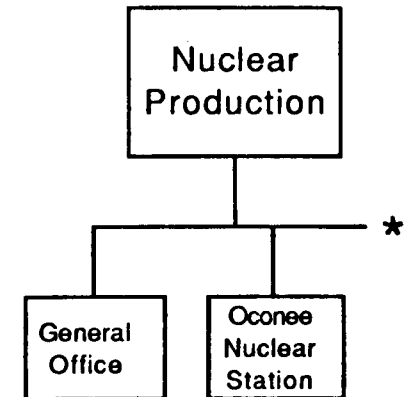 Nuclear
Production
*
General
Office
Oconee
Nuclear
Station